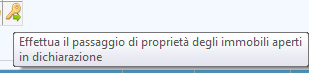 Effettua il passaggio di proprietà degli immobili aperti
in dichiarazione